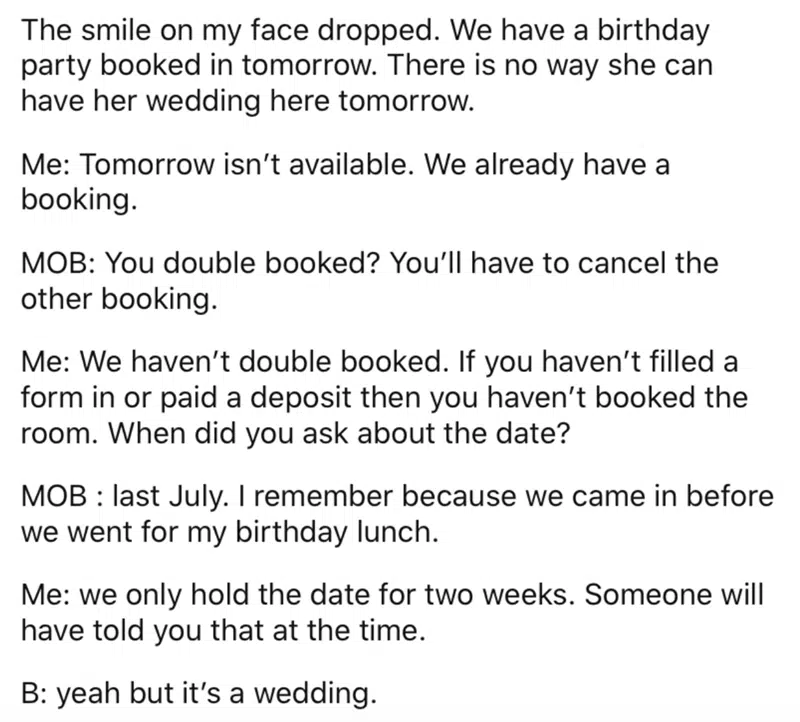 The smile on my face dropped. We have a birthday
party booked in tomorrow. There is no way she can
have her wedding here tomorrow.
Me: Tomorrow isn’t available. We already have a
booking.
MOB: You double booked? You’ll have to cancel the
other booking.
Me: We haven’t double booked. If you haven’t filled a
form in or paid a deposit then you haven’t booked the
room. When did you ask about the date?
MOB : last July. I remember because we came in before
we went for my birthday lunch.
Me: we only hold the date for two weeks. Someone will
have told you that at the time.
B: yeah but it’s a wedding.